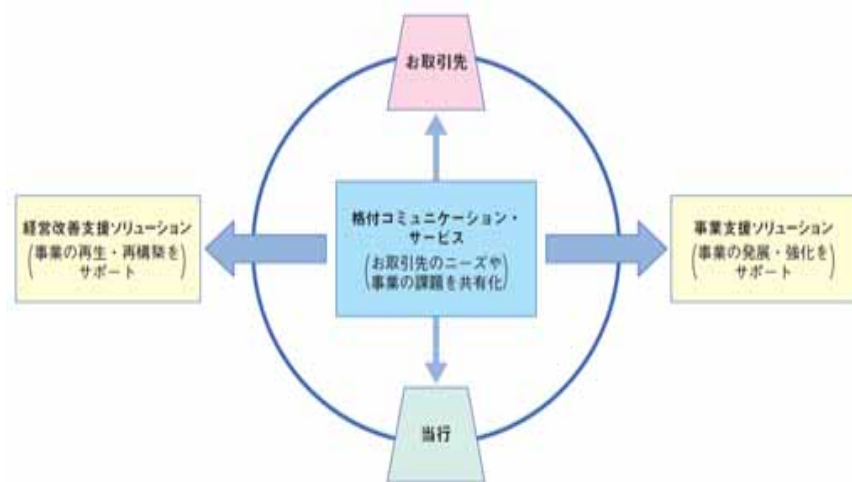 お取引先
経営改善支援ソリューション
(事業の再生・再構築を
サポート)
格付コミュニケーション・
サービス
(お取引先のニーズや
事業の課題を共有化)
事業支援ソリューション
(事業の発展・強化を
サポート)
当行